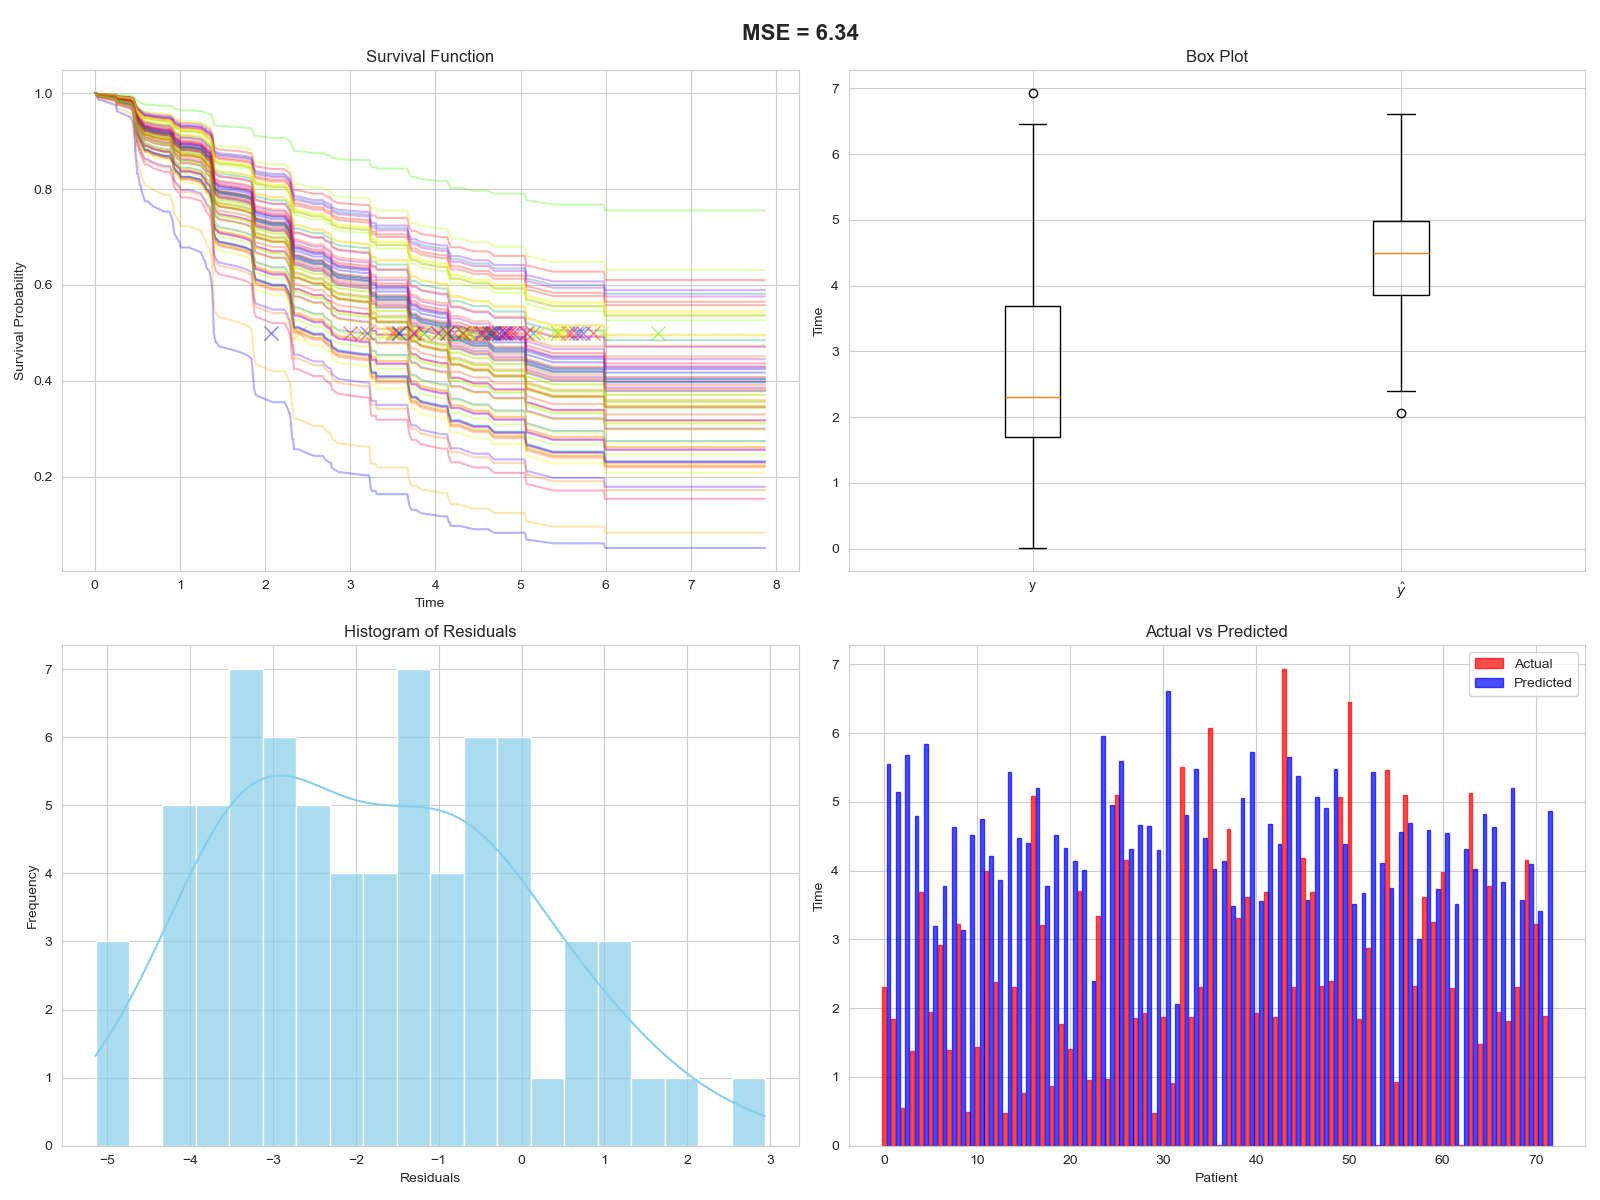 MSE = 6.34
Survival Function
1.0
0.8
0.6
0.4
0.2
Survival Probability
0 1 2 3 4 5 6 7 8
Time
Box Plot
7
6
5
4
3
2
1
0
Time
y ŷ
Histogram of Residuals
7
6
5
4
3
2
1
0
Frequency
−5 −4 −3 −2 −1 0 1 2 3
Residuals
Actual vs Predicted
Actual
Predicted
7
6
5
4
3
2
1
0
Time
0 10 20 30 40 50 60 70
Patient